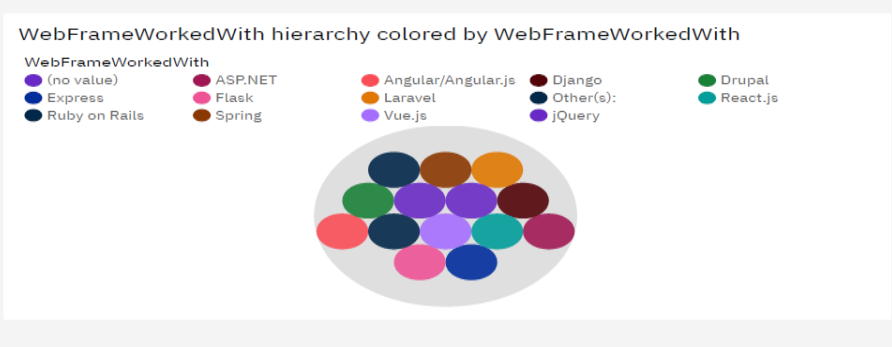 WebFrameWorkedWith hierarchy colored by WebFrameWorkedWith
WebFrameWorkedWith
(no value) ASP.NET Angular/Angular.js Django Drupal
Express Flask Laravel Other(s): React.js
Ruby on Rails Spring Vue.js jQuery